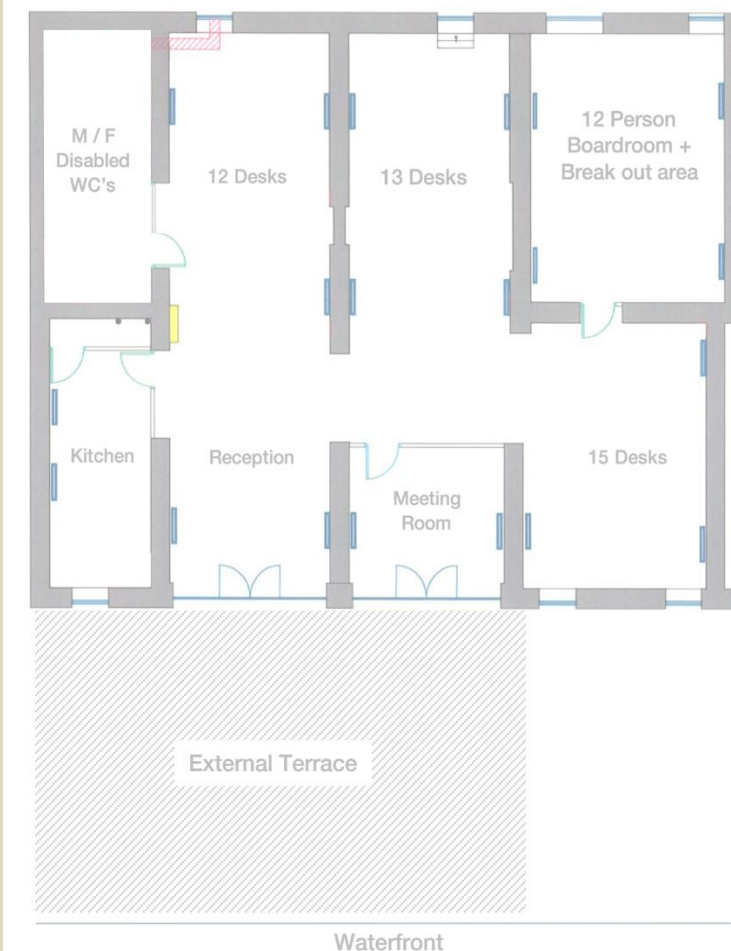 M / F
Disabled
WC's
12 Desks
13 Desks
12 Person
Boardroom +
Break out area
Kitchen
Reception
Meeting
Room
15 Desks
External Terrace
Waterfront